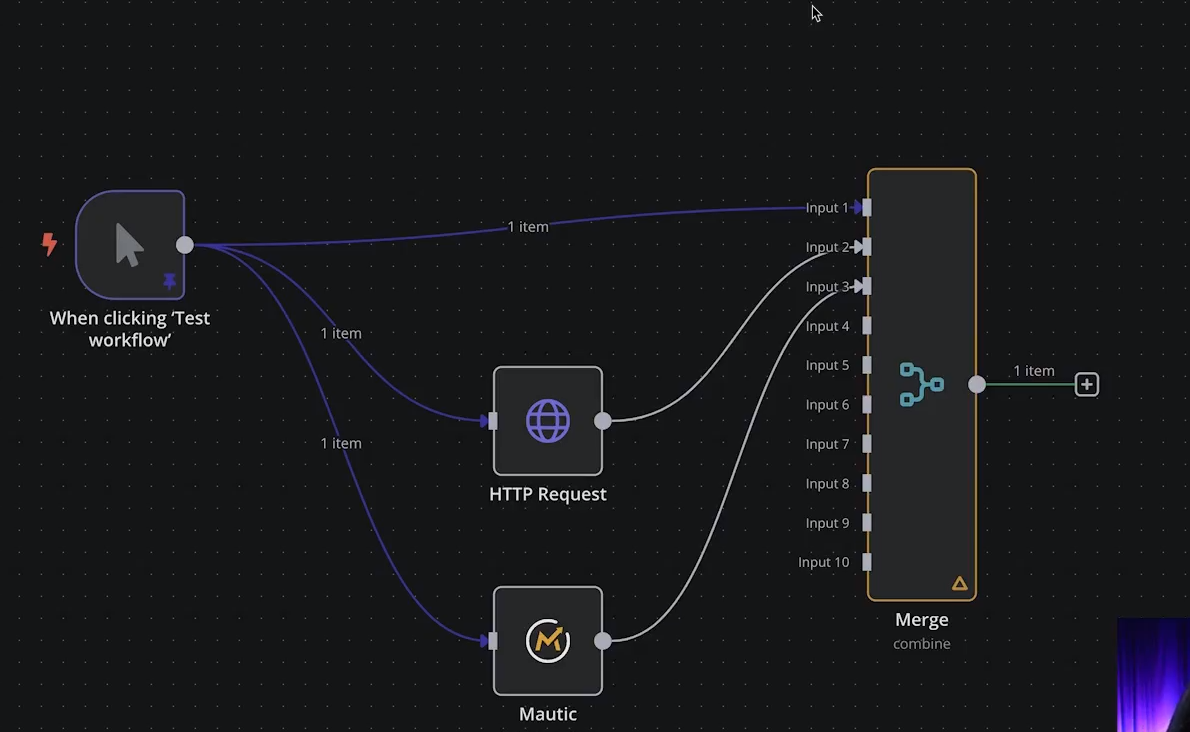 Input 1
1 item
Input 2
Input 3
When clicking ‘Test
workflow’
1 item
Input 4
Input 5
1 item
Input 6
1 item
Input 7
Input 8
HTTP Request
Input 9
Input 10
Merge
combine
Mautic